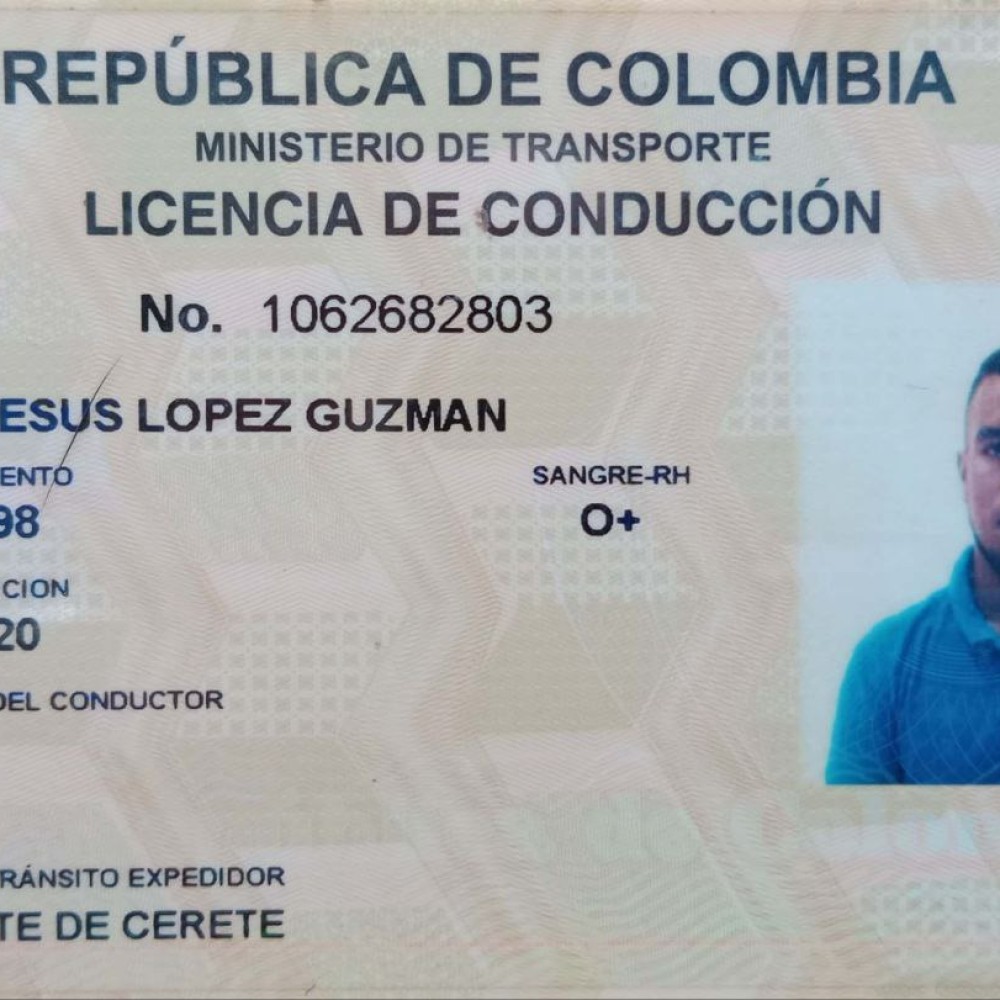 REPÚBLICA DE COLOMBIA
MINISTERIO DE TRANSPORTE
LICENCIA DE CONDUCCIÓN
No. 1062682803
ESUS LOPEZ GUZMAN
ENTO SANGRE-RH
98 O+
CION
20
DEL CONDUCTOR
RÁNSITO EXPEDIDOR
TE DE CERETE